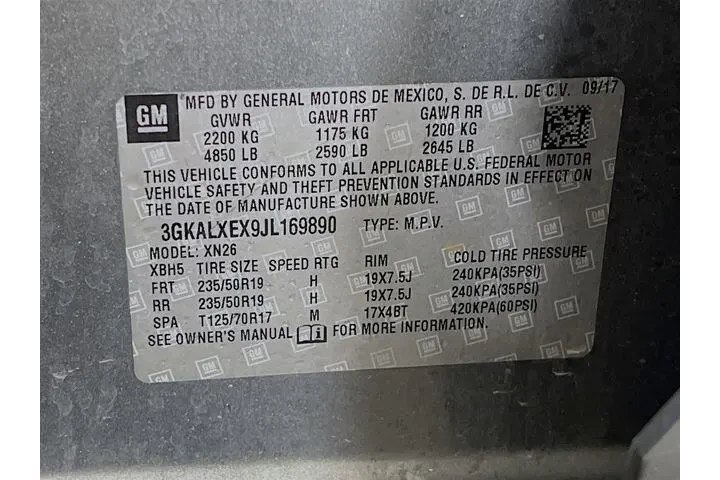 GM
MFD BY GENERAL MOTORS DE MEXICO, S. DE R.L. DE C.V. 09/17
GVWR GAWR FRT GAWR RR
2200 KG 1175 KG 1200 KG
4850 LB 2590 LB 2645 LB
THIS VEHICLE CONFORMS TO ALL APPLICABLE U.S. FEDERAL MOTOR
VEHICLE SAFETY AND THEFT PREVENTION STANDARDS IN EFFECT ON
THE DATE OF MANUFACTURE SHOWN ABOVE.
3GKALXEX9JL169890 TYPE: M.P.V.
MODEL: XN26
XBH5 TIRE SIZE SPEED RTG RIM COLD TIRE PRESSURE
FRT 235/50R19 H 19X7.5J 240KPA(35PSI)
RR 235/50R19 H 19X7.5J 240KPA(35PSI)
SPA T125/70R17 M 17X4BT 420KPA(60PSI)
SEE OWNER'S MANUAL FOR MORE INFORMATION.